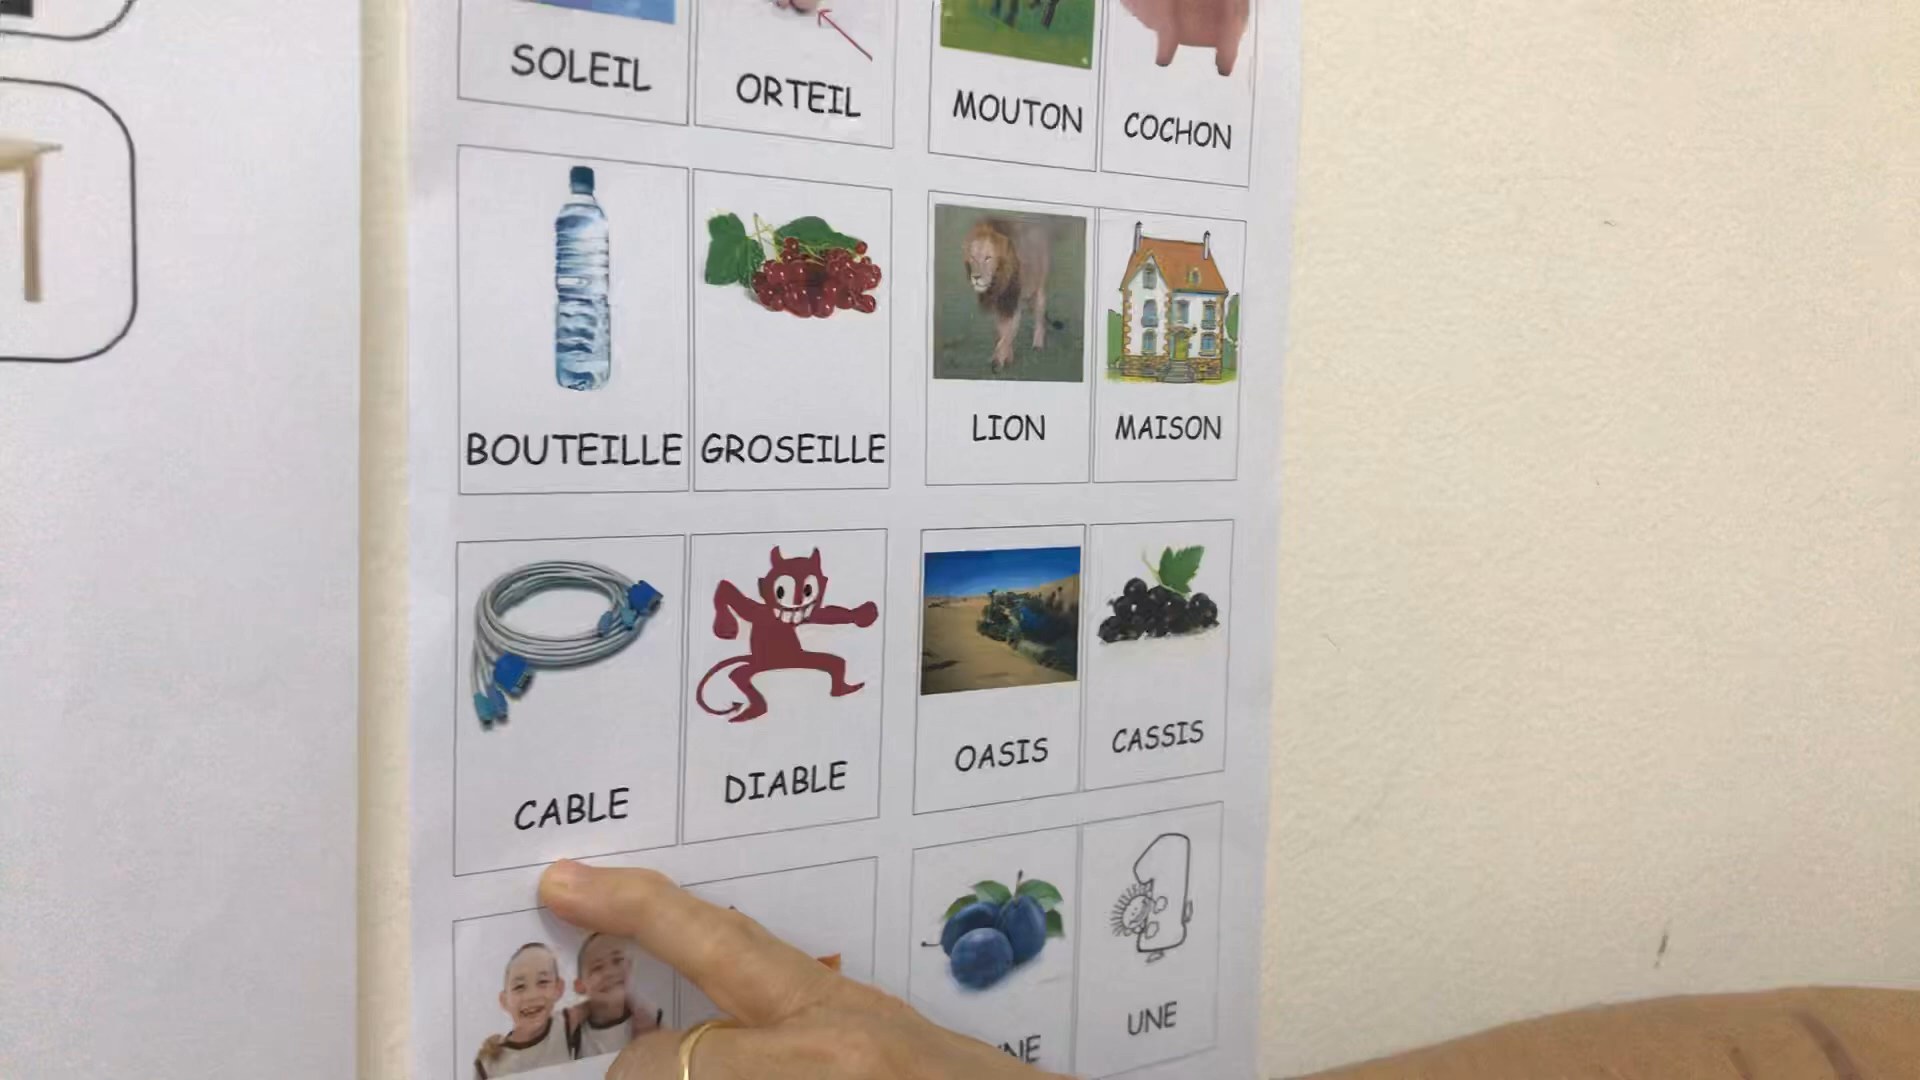 SOLEIL
ORTEIL
MOUTON
COCHON
BOUTEILLE
GROSEILLE
LION
MAISON
CABLE
DIABLE
OASIS
CASSIS
UNE